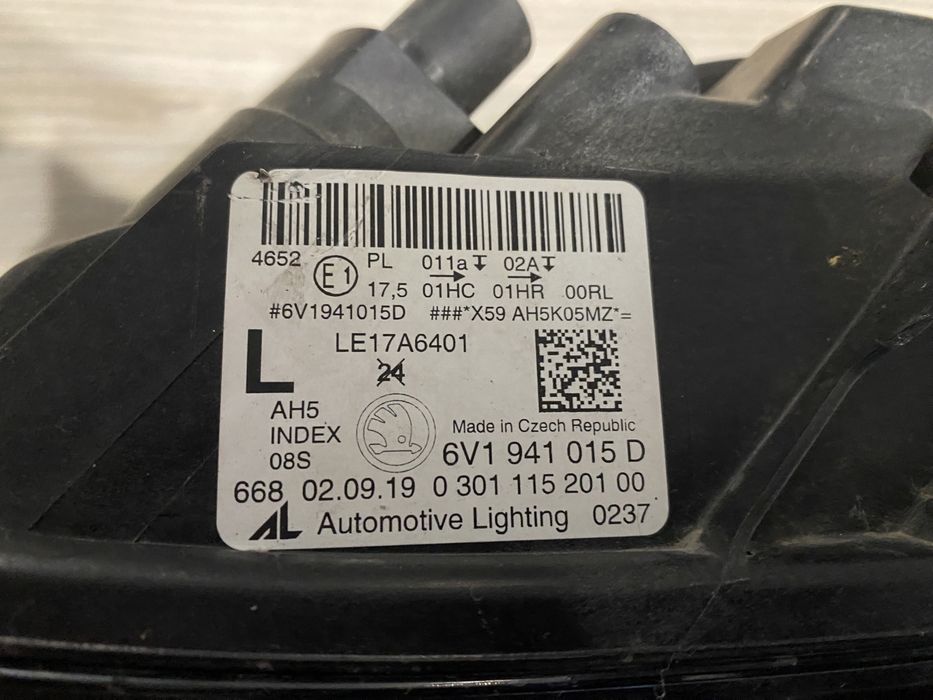 4652 E1 PL 011a 02A
17,5 01HC 01HR 00RL
#6V1941015D ###*X59 AH5K05MZ*=
L LE17A6401
24
AH5
INDEX
08S
Made in Czech Republic
6V1 941 015 D
668 02.09.19 0 301 115 201 00
AL Automotive Lighting 0237